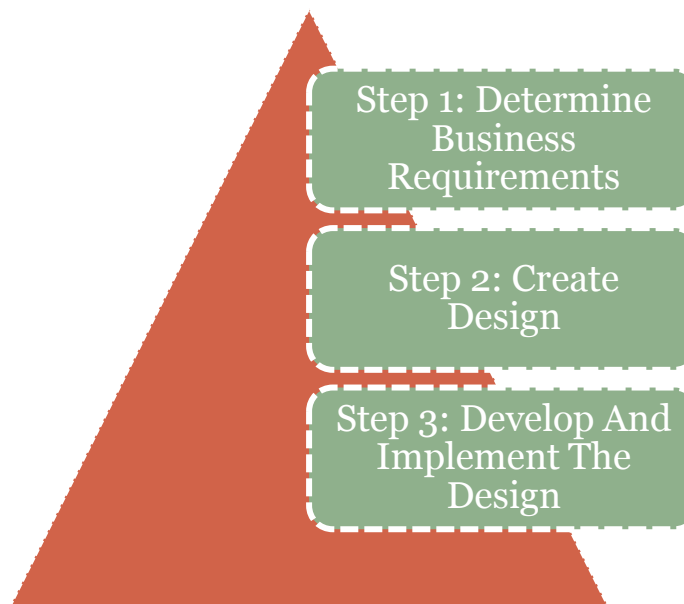 Step 1: Determine
Business
Requirements
Step 2: Create
Design
Step 3: Develop And
Implement The
Design